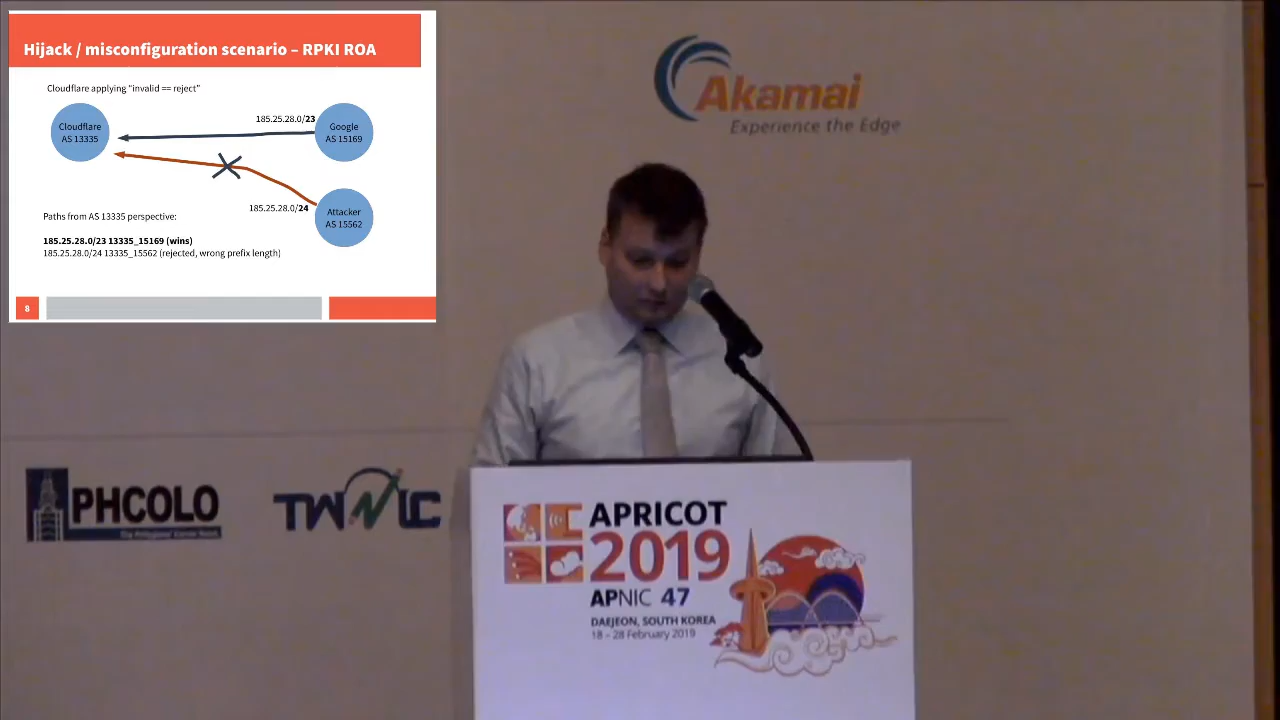 Hijack / misconfiguration scenario – RPKI ROA
Cloudflare applying "invalid == reject"
Cloudflare
AS 13335
185.25.28.0/23
Google
AS 15169
185.25.28.0/24
Attacker
AS 15562
Paths from AS 13335 perspective:
185.25.28.0/23 13335_15169 (wins)
185.25.28.0/24 13335_15562 (rejected, wrong prefix length)
8
Akamai
Experience the Edge
PHCOLO
TWNIC
APRICOT
2019
APNIC 47
DAEJEON, SOUTH KOREA
18 – 28 February 2019